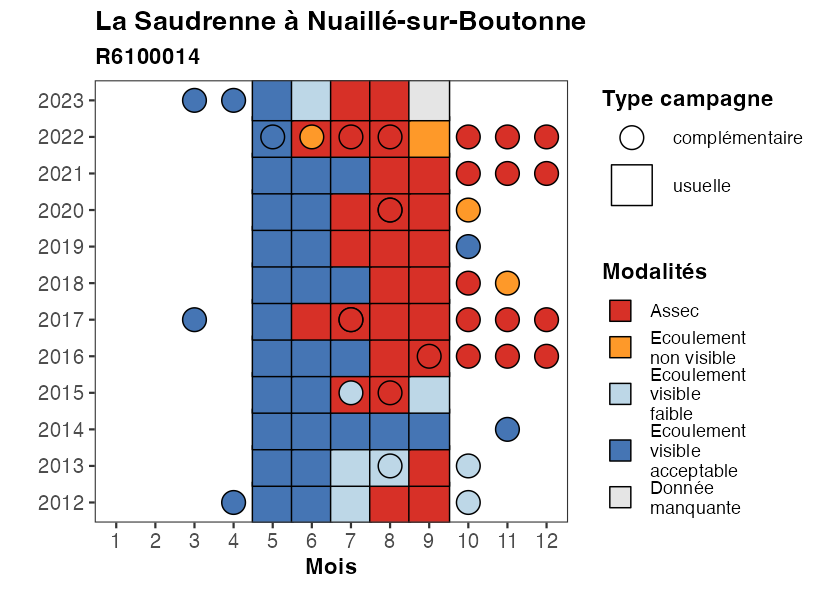 La Saudrenne à Nuaillé-sur-Boutonne
R6100014
2023
2022
2021
2020
2019
2018
2017
2016
2015
2014
2013
2012
1 2 3 4 5 6 7 8 9 10 11 12
Mois
Type campagne
complémentaire
usuelle
Modalités
Assec
Ecoulement
non visible
Ecoulement
visible
faible
Ecoulement
visible
acceptable
Donnée
manquante